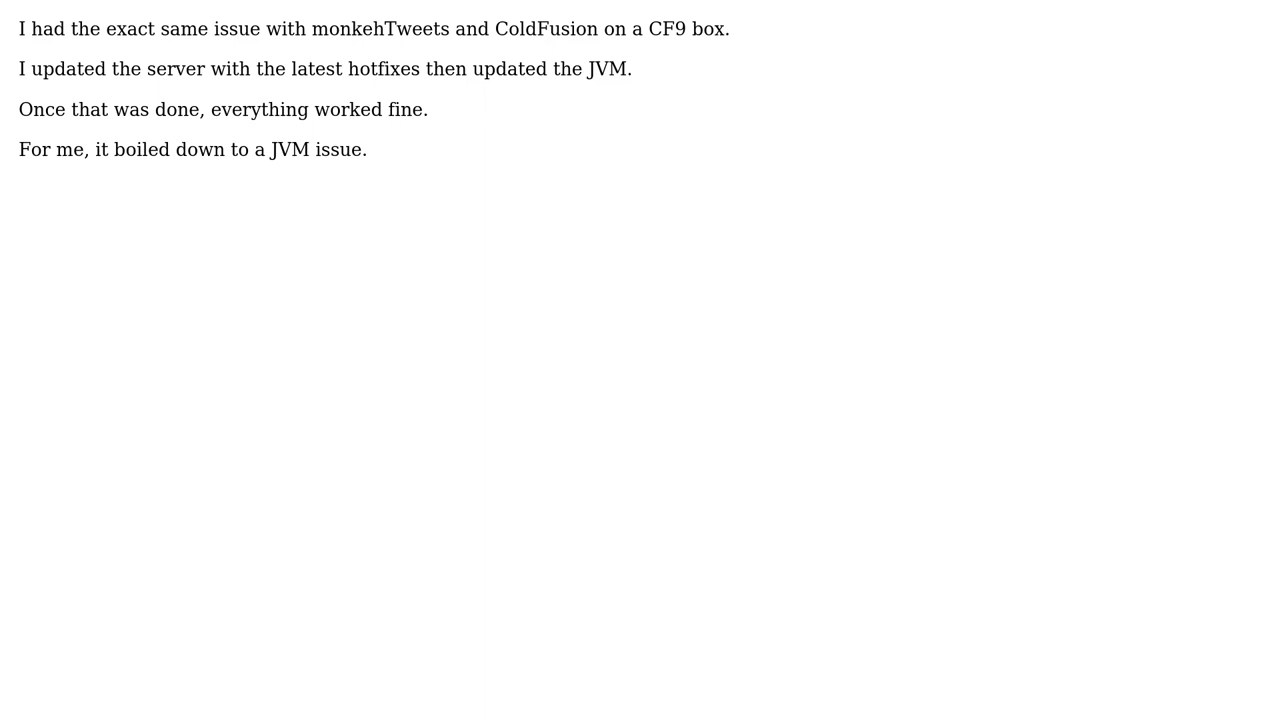 I had the exact same issue with monkehTweets and ColdFusion on a CF9 box.
I updated the server with the latest hotfixes then updated the JVM.
Once that was done, everything worked fine.
For me, it boiled down to a JVM issue.